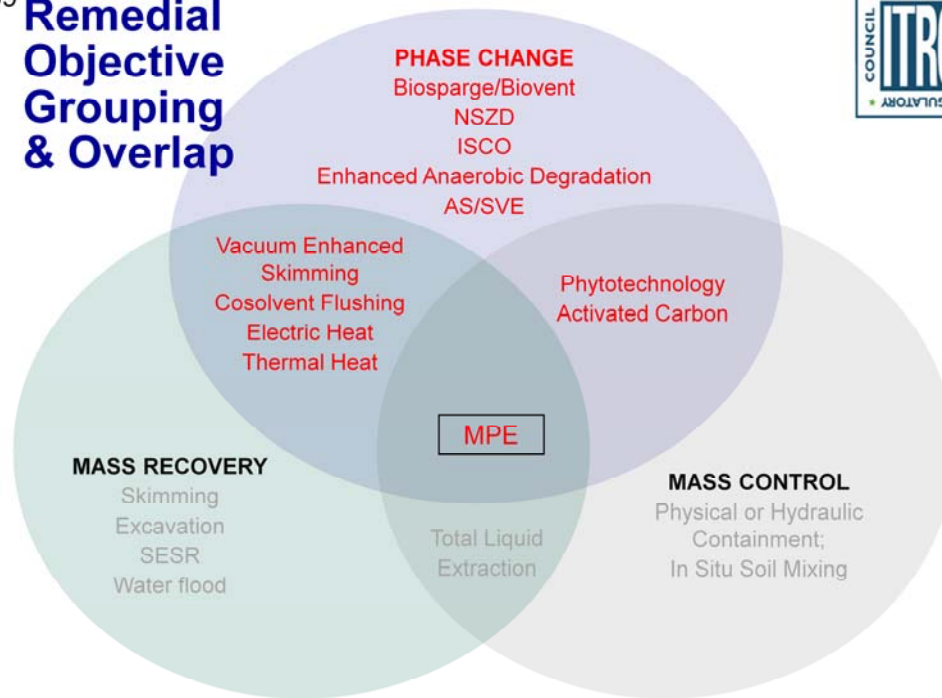 Remedial
Objective
Grouping
& Overlap
COUNCIL
ITRC
PHASE CHANGE
Biosparge/Biovent
NSZD
ISCO
Enhanced Anaerobic Degradation
AS/SVE
Vacuum Enhanced
Skimming
Cosolvent Flushing
Electric Heat
Thermal Heat
Phytotechnology
Activated Carbon
MPE
MASS RECOVERY
Skimming
Excavation
SESR
Water flood
Total Liquid
Extraction
MASS CONTROL
Physical or Hydraulic
Containment;
In Situ Soil Mixing